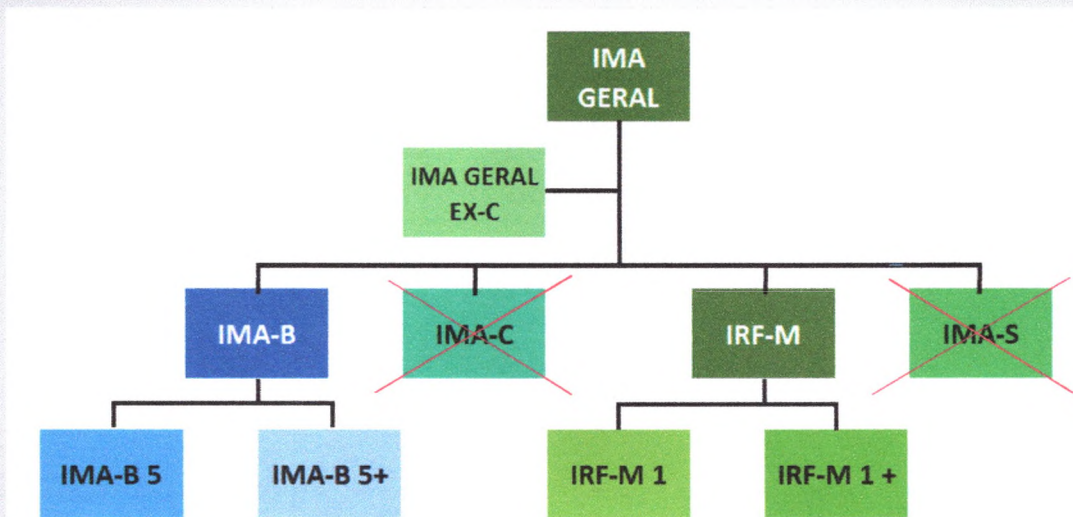 IMA
GERAL
IMA GERAL
EX-C
IMA-B
IMA-C
IRF-M
IMA-S
IMA-B 5
IMA-B 5+
IRF-M 1
IRF-M 1 +